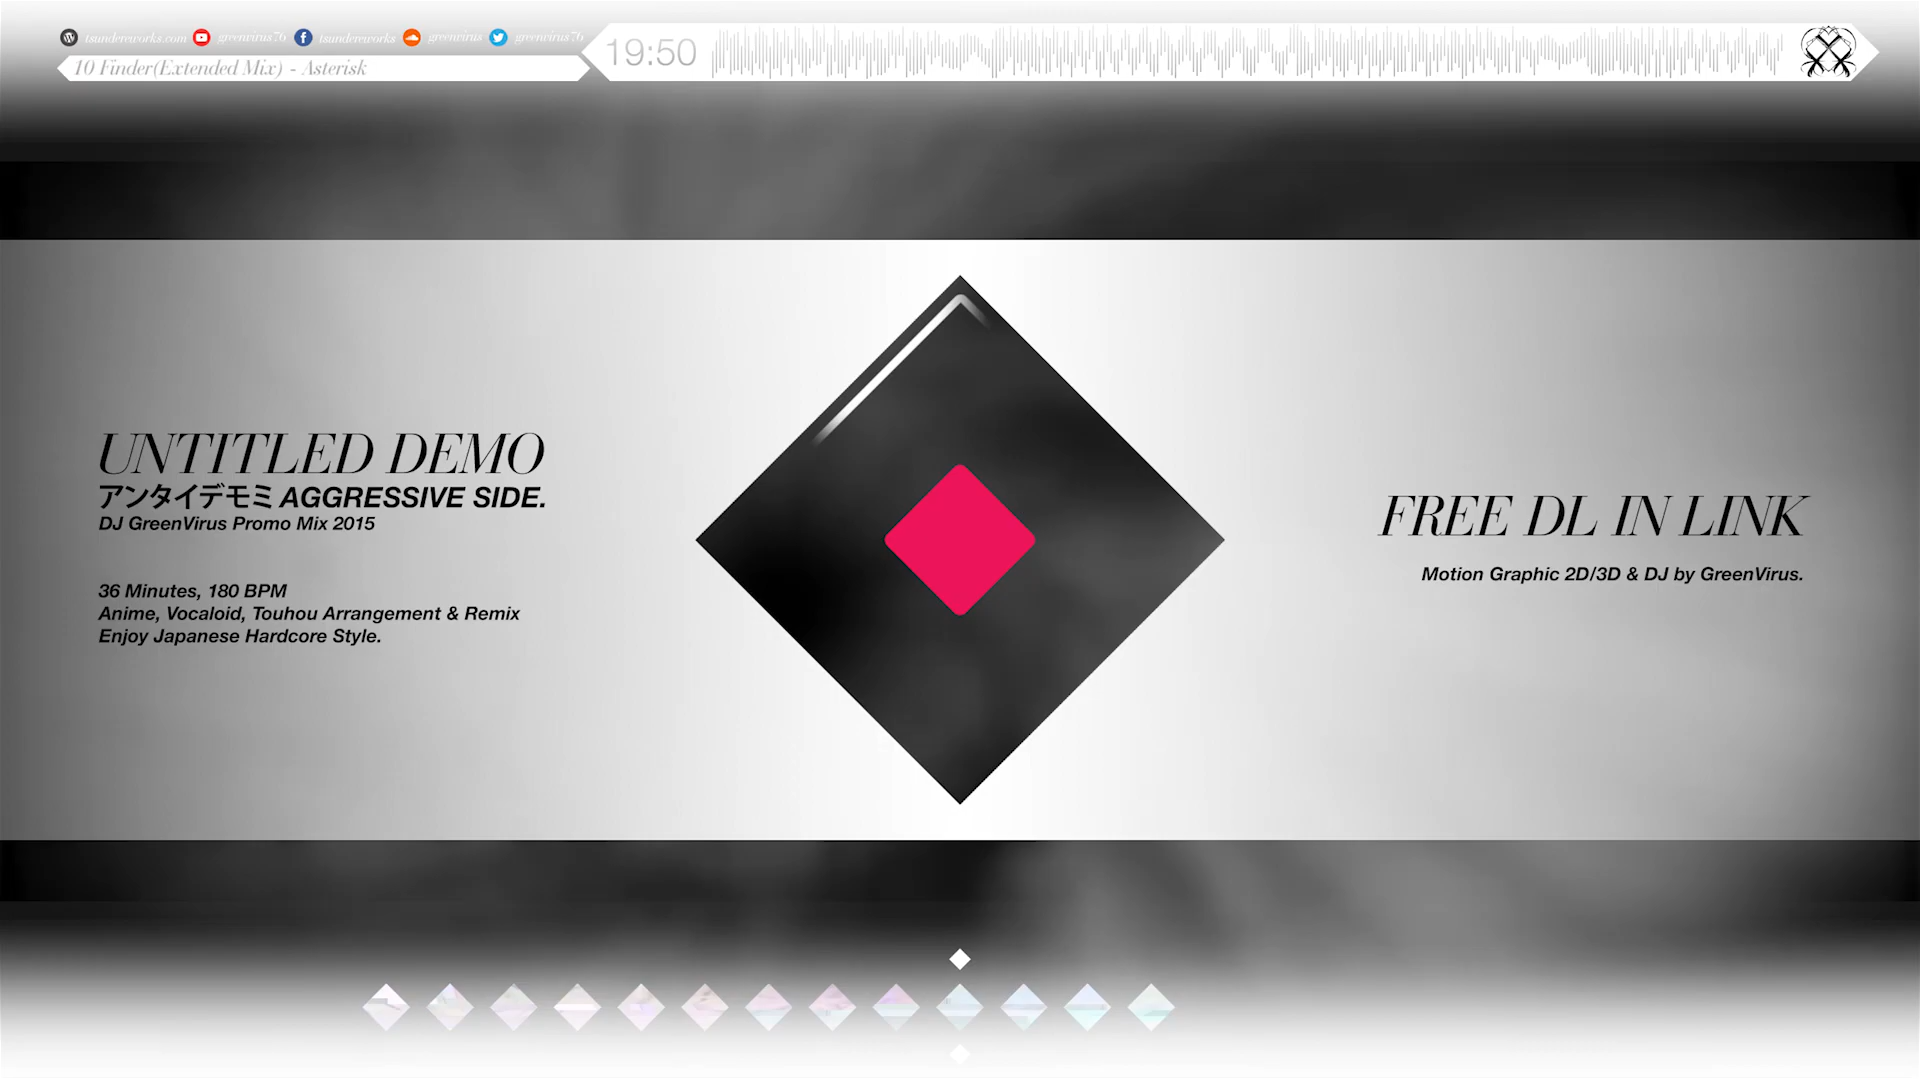 tsundereworks.com greenvirus76 tsundereworks greenvirus greenvirus76
10 Finder(Extended Mix) - Asterisk
19:50
UNTITLED DEMO
アンタイデモミ AGGRESSIVE SIDE.
DJ GreenVirus Promo Mix 2015
36 Minutes, 180 BPM
Anime, Vocaloid, Touhou Arrangement & Remix
Enjoy Japanese Hardcore Style.
FREE DL IN LINK
Motion Graphic 2D/3D & DJ by GreenVirus.